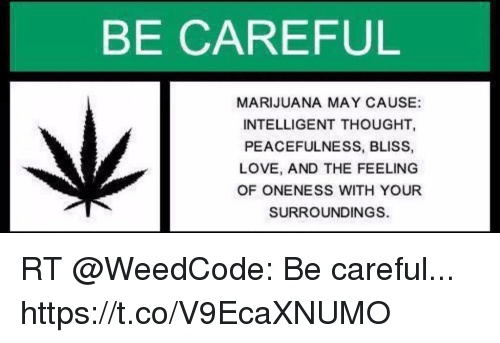 BE CAREFUL
MARIJUANA MAY CAUSE:
INTELLIGENT THOUGHT,
PEACEFULNESS, BLISS,
LOVE, AND THE FEELING
OF ONENESS WITH YOUR
SURROUNDINGS.
RT @WeedCode: Be careful...
https://t.co/V9EcaXNUMO